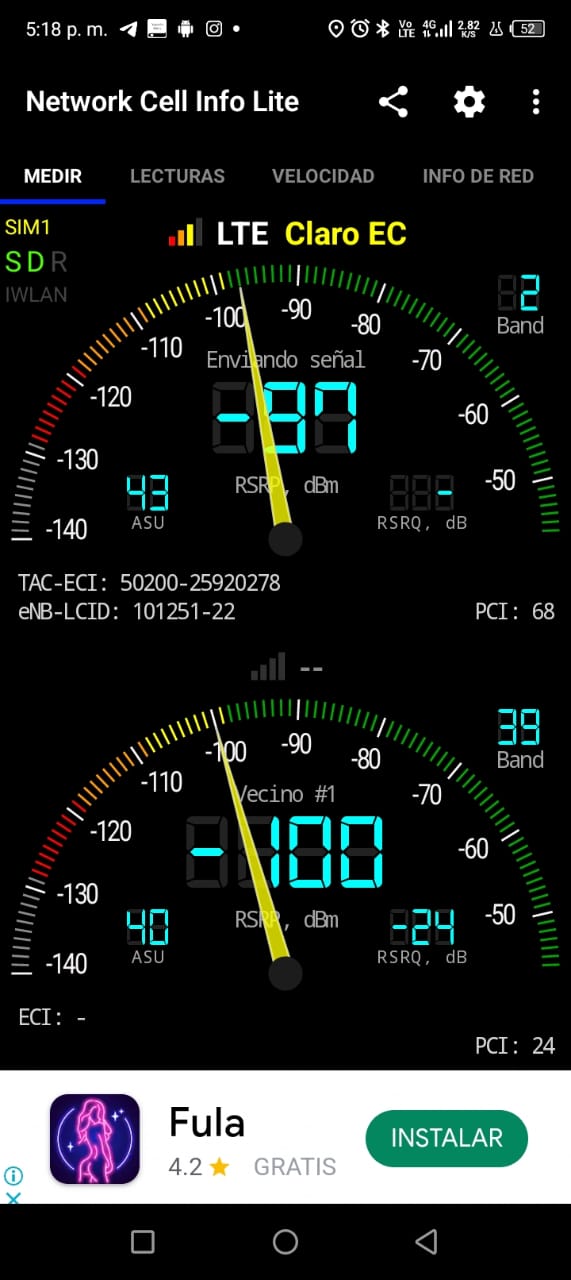 5:18 p. m. Vo LTE 4G 2.82 K/S 52
Network Cell Info Lite
MEDIR LECTURAS VELOCIDAD INFO DE RED
SIM1
LTE Claro EC
S D R
IWLAN
2
Band
-140 -130 -120 -110 -100 -90 -80 -70 -60 -50
Enviando señal
-97
RSRP, dBm
43
ASU
-
RSRQ, dB
TAC-ECI: 50200-25920278
eNB-LCID: 101251-22
PCI: 68
--
39
Band
-140 -130 -120 -110 -100 -90 -80 -70 -60 -50
Vecino #1
-100
RSRP, dBm
40
ASU
-24
RSRQ, dB
ECI: -
PCI: 24
Fula
4.2 GRATIS
INSTALAR